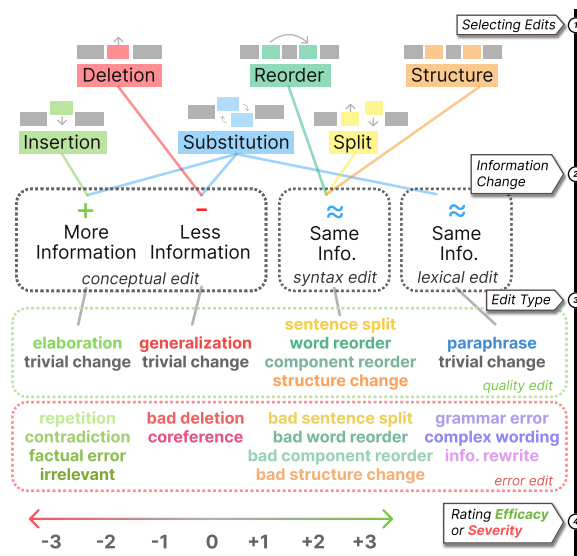 Selecting Edits
1
Deletion
Reorder
Structure
Insertion
Substitution
Split
Information
Change
2
+
More
Information
-
Less
Information
conceptual edit
≈
Same
Info.
syntax edit
≈
Same
Info.
lexical edit
Edit Type
3
elaboration
trivial change
generalization
trivial change
sentence split
word reorder
component reorder
structure change
paraphrase
trivial change
quality edit
repetition
contradiction
factual error
irrelevant
bad deletion
coreference
bad sentence split
bad word reorder
bad component reorder
bad structure change
grammar error
complex wording
info. rewrite
error edit
Rating Efficacy
or Severity
4
-3 -2 -1 0 +1 +2 +3